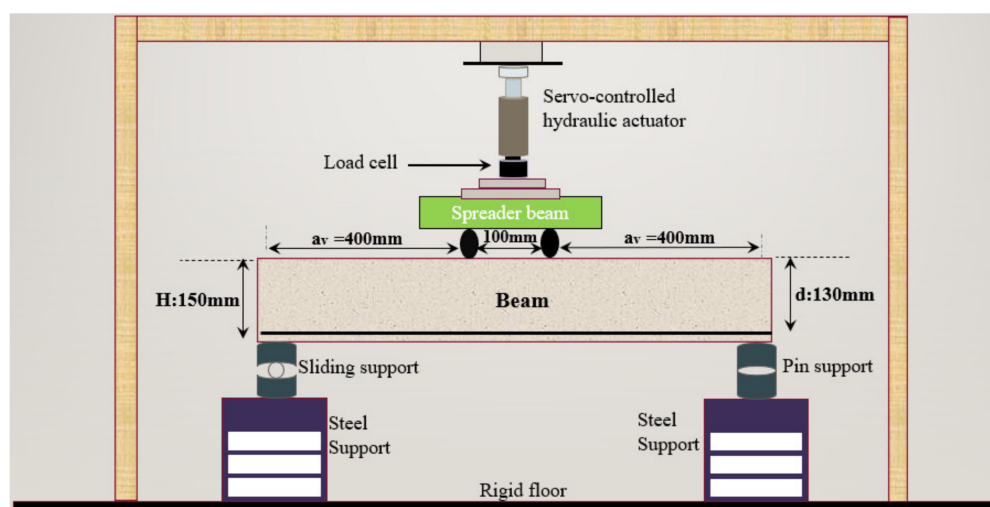 Servo-controlled
hydraulic actuator
Load cell
Spreader beam
av =400mm
100mm
av =400mm
H:150mm
Beam
d:130mm
Sliding support
Pin support
Steel
Support
Steel
Support
Rigid floor